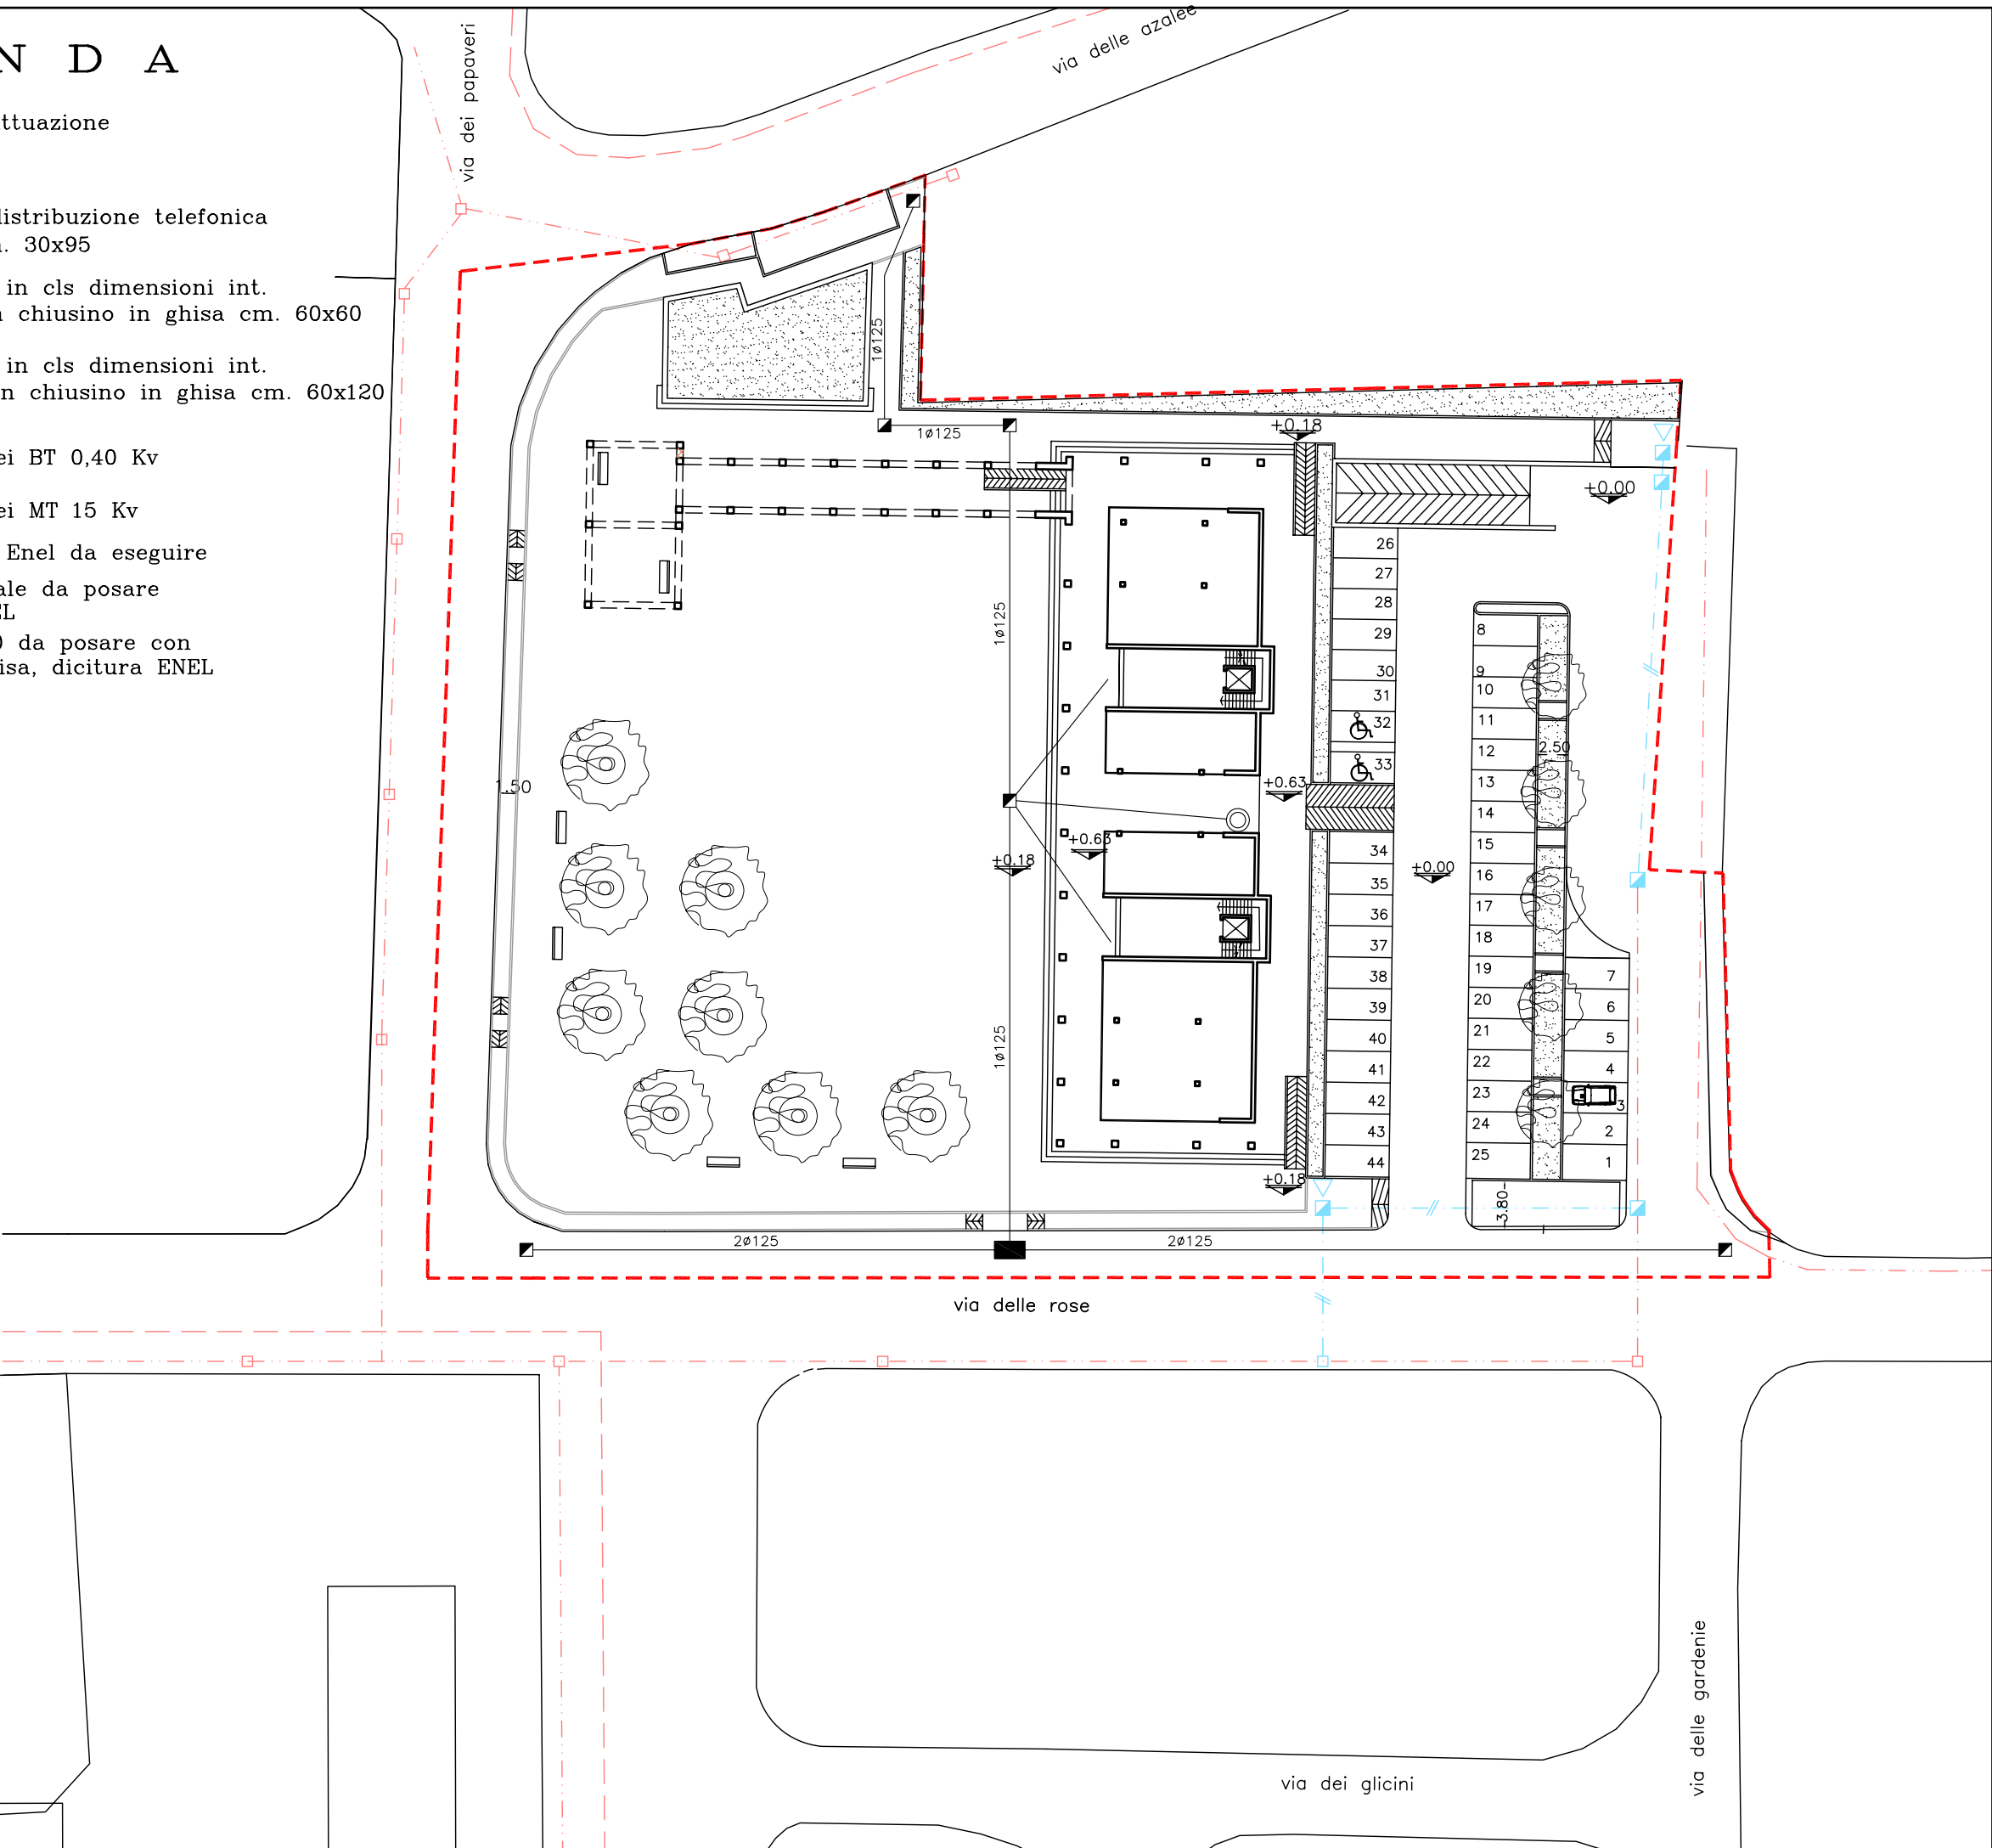 N D A
ttuazione
distribuzione telefonica
. 30x95
in cls dimensioni int.
chiusino in ghisa cm. 60x60
in cls dimensioni int.
n chiusino in ghisa cm. 60x120
ei BT 0,40 Kv
ei MT 15 Kv
Enel da eseguire
ale da posare
EL
0 da posare con
isa, dicitura ENEL
via dei papaveri
via delle azalee
1ø125
1ø125
+0.18
+0.00
1ø125
26
27
28
29
30
31
32
33
8
9
10
11
12
13
14
15
16
17
18
19
20
21
22
23
24
25
2.50
1.50
+0.63
+0.63
+0.18
+0.00
34
35
36
37
38
39
40
41
42
43
44
7
6
5
4
3
2
1
1ø125
+0.18
3.80
2ø125
2ø125
via delle rose
via dei glicini
via delle gardenie